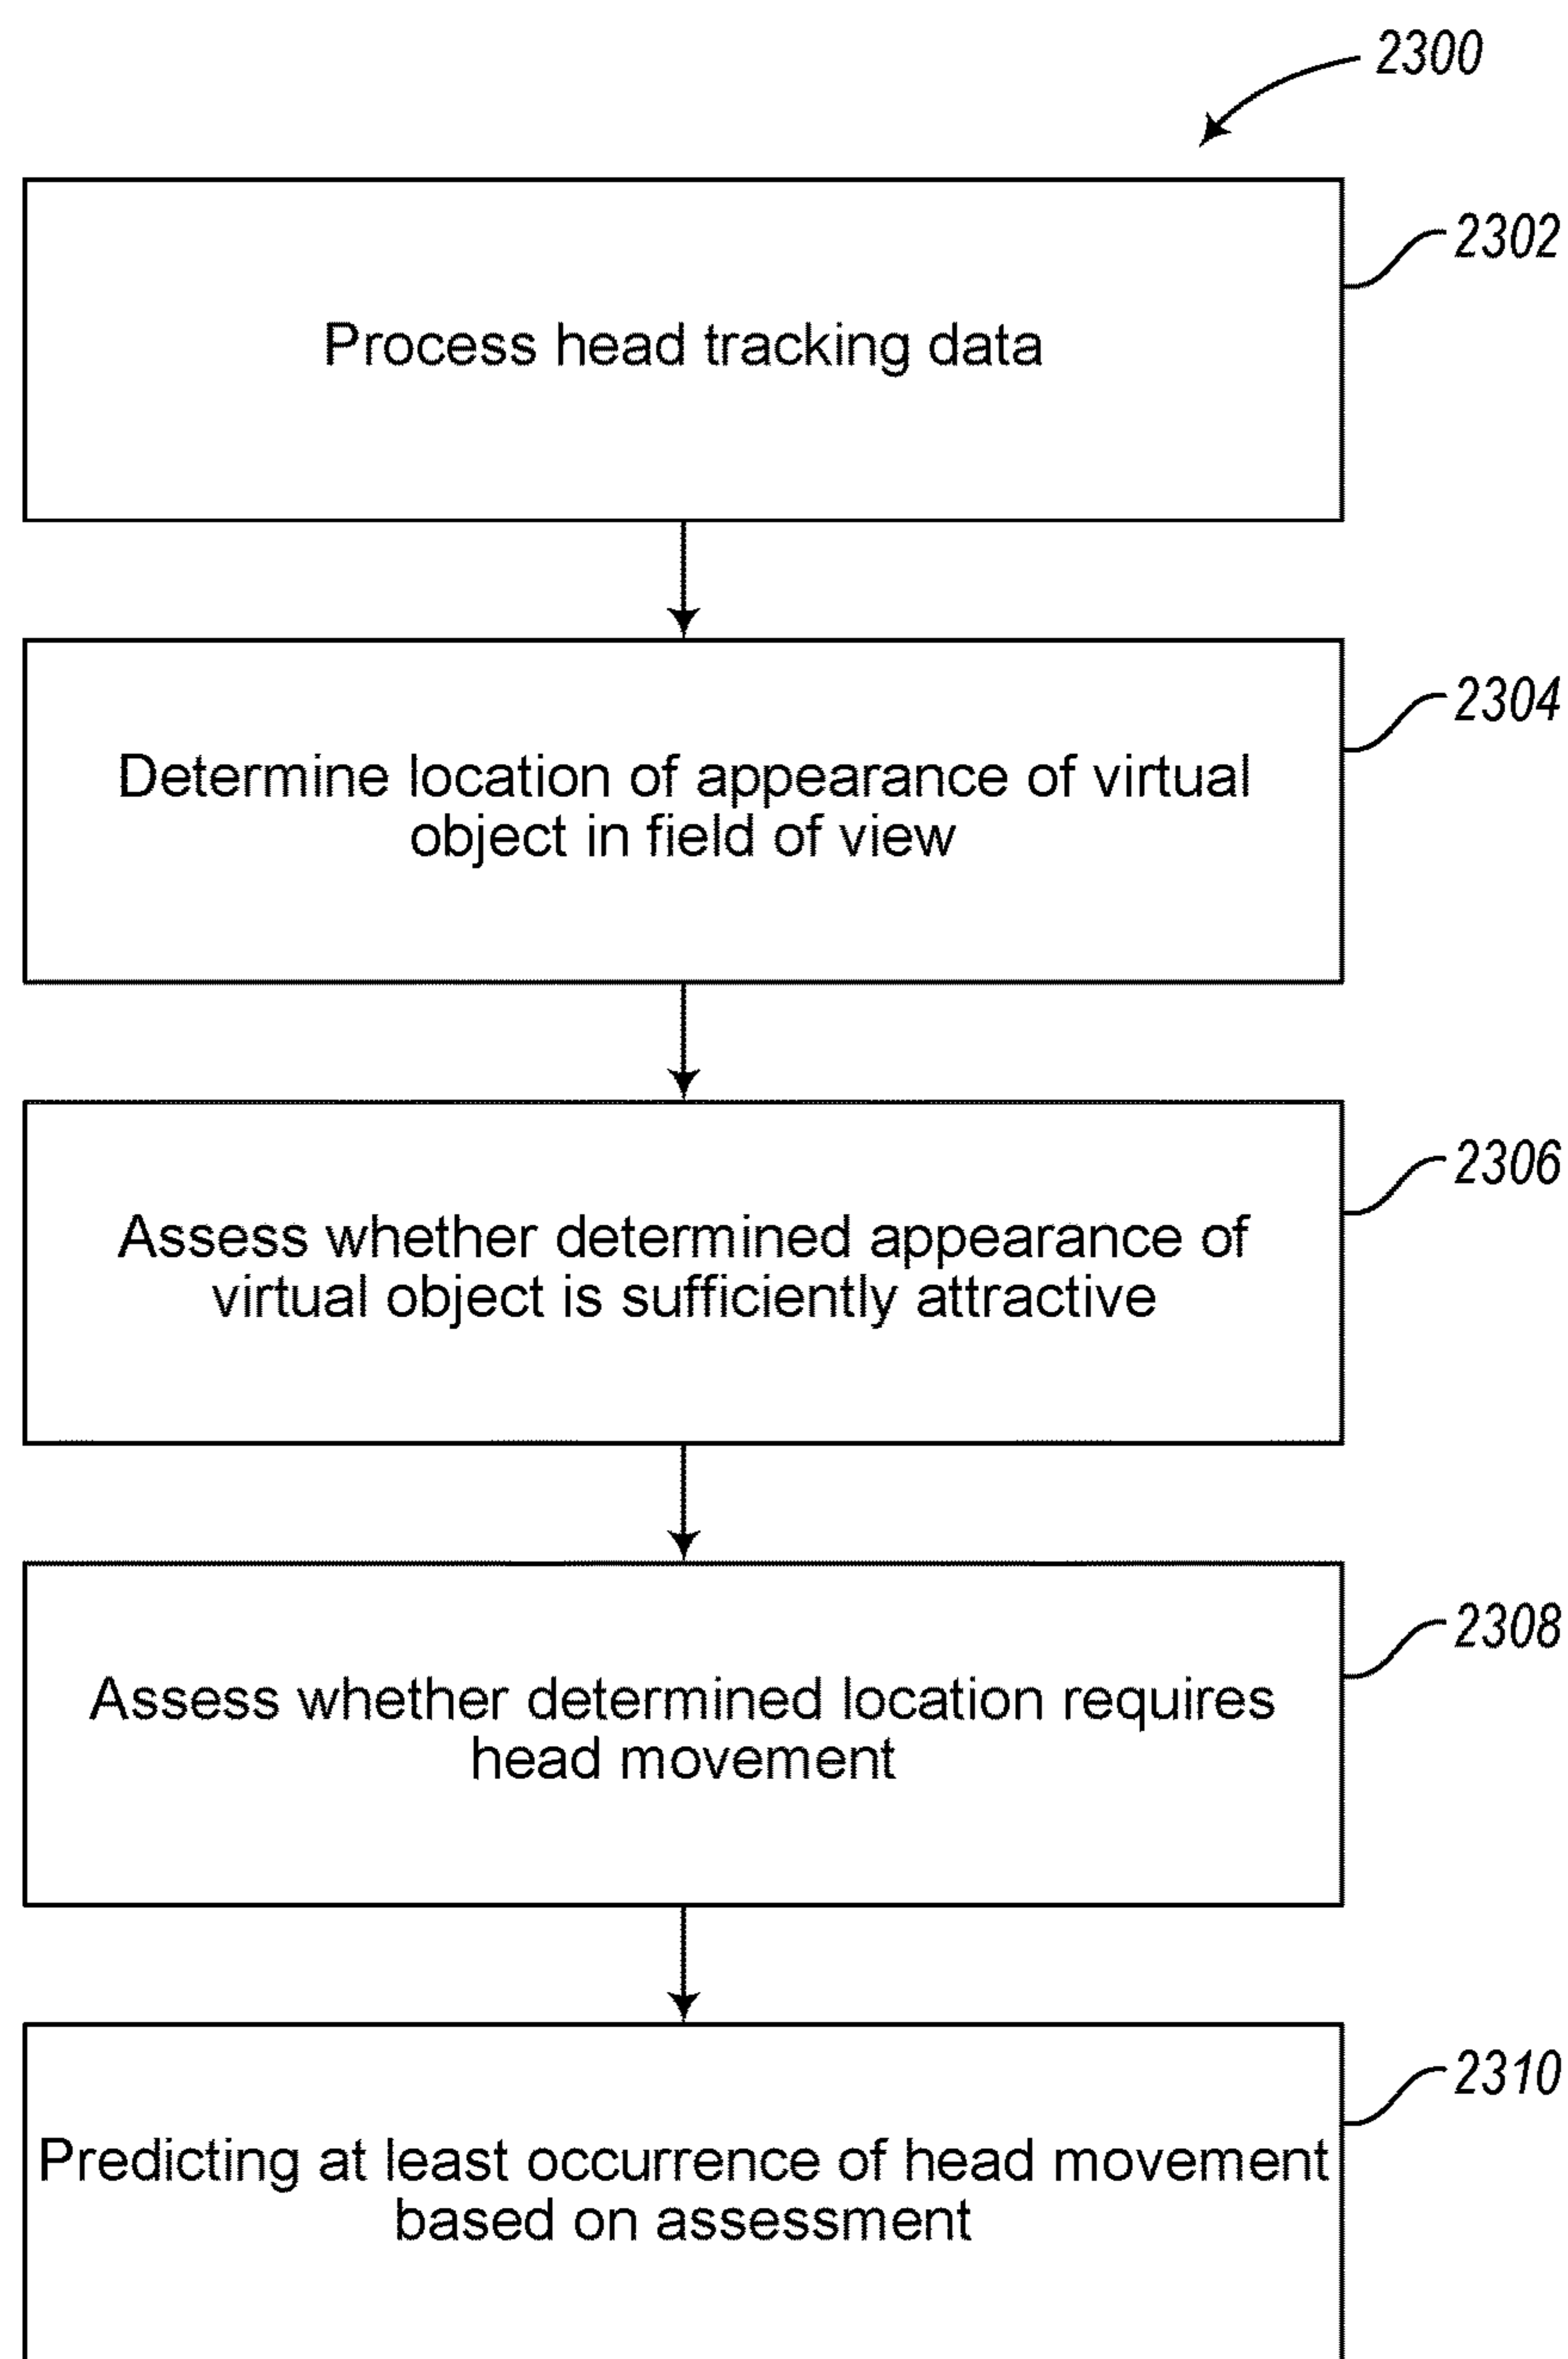 2300
2302
Process head tracking data
2304
Determine location of appearance of virtual
object in field of view
2306
Assess whether determined appearance of
virtual object is sufficiently attractive
2308
Assess whether determined location requires
head movement
2310
Predicting at least occurrence of head movement
based on assessment